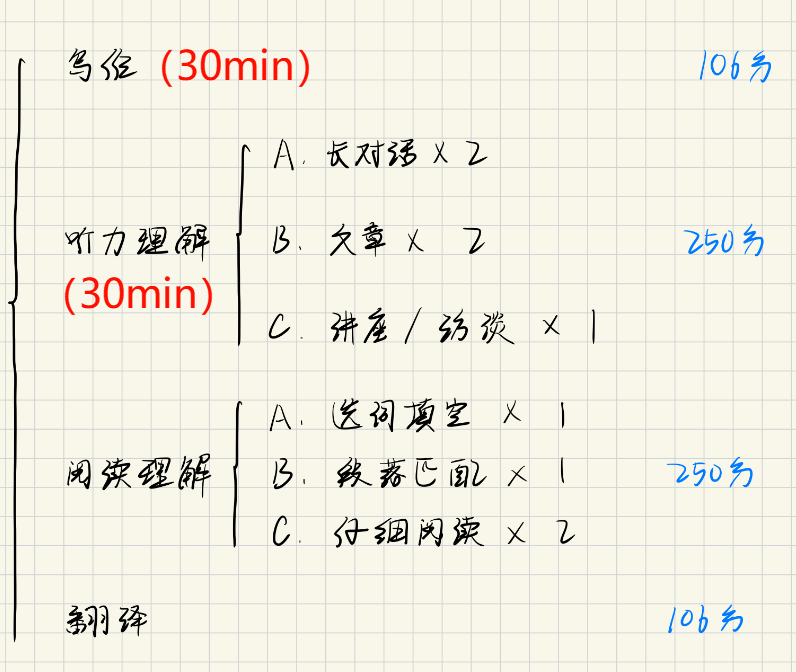 写作（30min） 106分
A. 长对话 × 2
听力理解 B. 文章 × 2 250分
（30min）
C. 讲座 / 访谈 × 1
A. 选词填空 × 1
阅读理解 B. 段落匹配 × 1 250分
C. 仔细阅读 × 2
翻译 106分